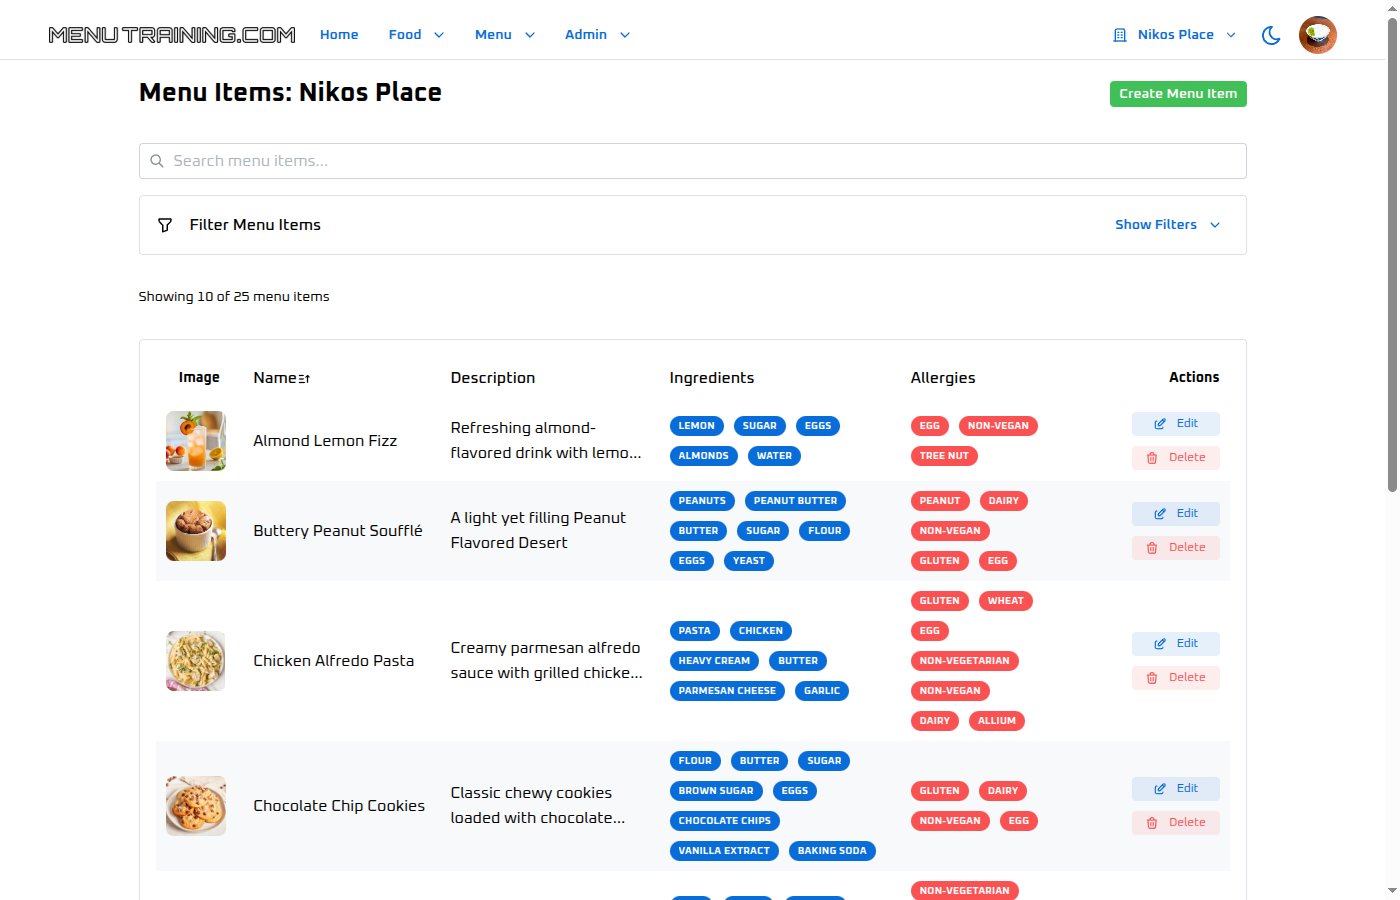 MENUTRAINING.COM Home Food Menu Admin Nikos Place
Menu Items: Nikos Place Create Menu Item
Search menu items...
Filter Menu Items Show Filters
Showing 10 of 25 menu items
Image Name Description Ingredients Allergies Actions
Almond Lemon Fizz
Refreshing almond-
flavored drink with lemo...
LEMON SUGAR EGGS
ALMONDS WATER
EGG NON-VEGAN
TREE NUT
Edit
Delete
Buttery Peanut Soufflé
A light yet filling Peanut
Flavored Desert
PEANUTS PEANUT BUTTER
BUTTER SUGAR FLOUR
EGGS YEAST
PEANUT DAIRY
NON-VEGAN
GLUTEN EGG
Edit
Delete
Chicken Alfredo Pasta
Creamy parmesan alfredo
sauce with grilled chicke...
PASTA CHICKEN
HEAVY CREAM BUTTER
PARMESAN CHEESE GARLIC
GLUTEN WHEAT
EGG
NON-VEGETARIAN
NON-VEGAN
DAIRY ALLIUM
Edit
Delete
Chocolate Chip Cookies
Classic chewy cookies
loaded with chocolate...
FLOUR BUTTER SUGAR
BROWN SUGAR EGGS
CHOCOLATE CHIPS
VANILLA EXTRACT BAKING SODA
GLUTEN DAIRY
NON-VEGAN EGG
Edit
Delete
NON-VEGETARIAN